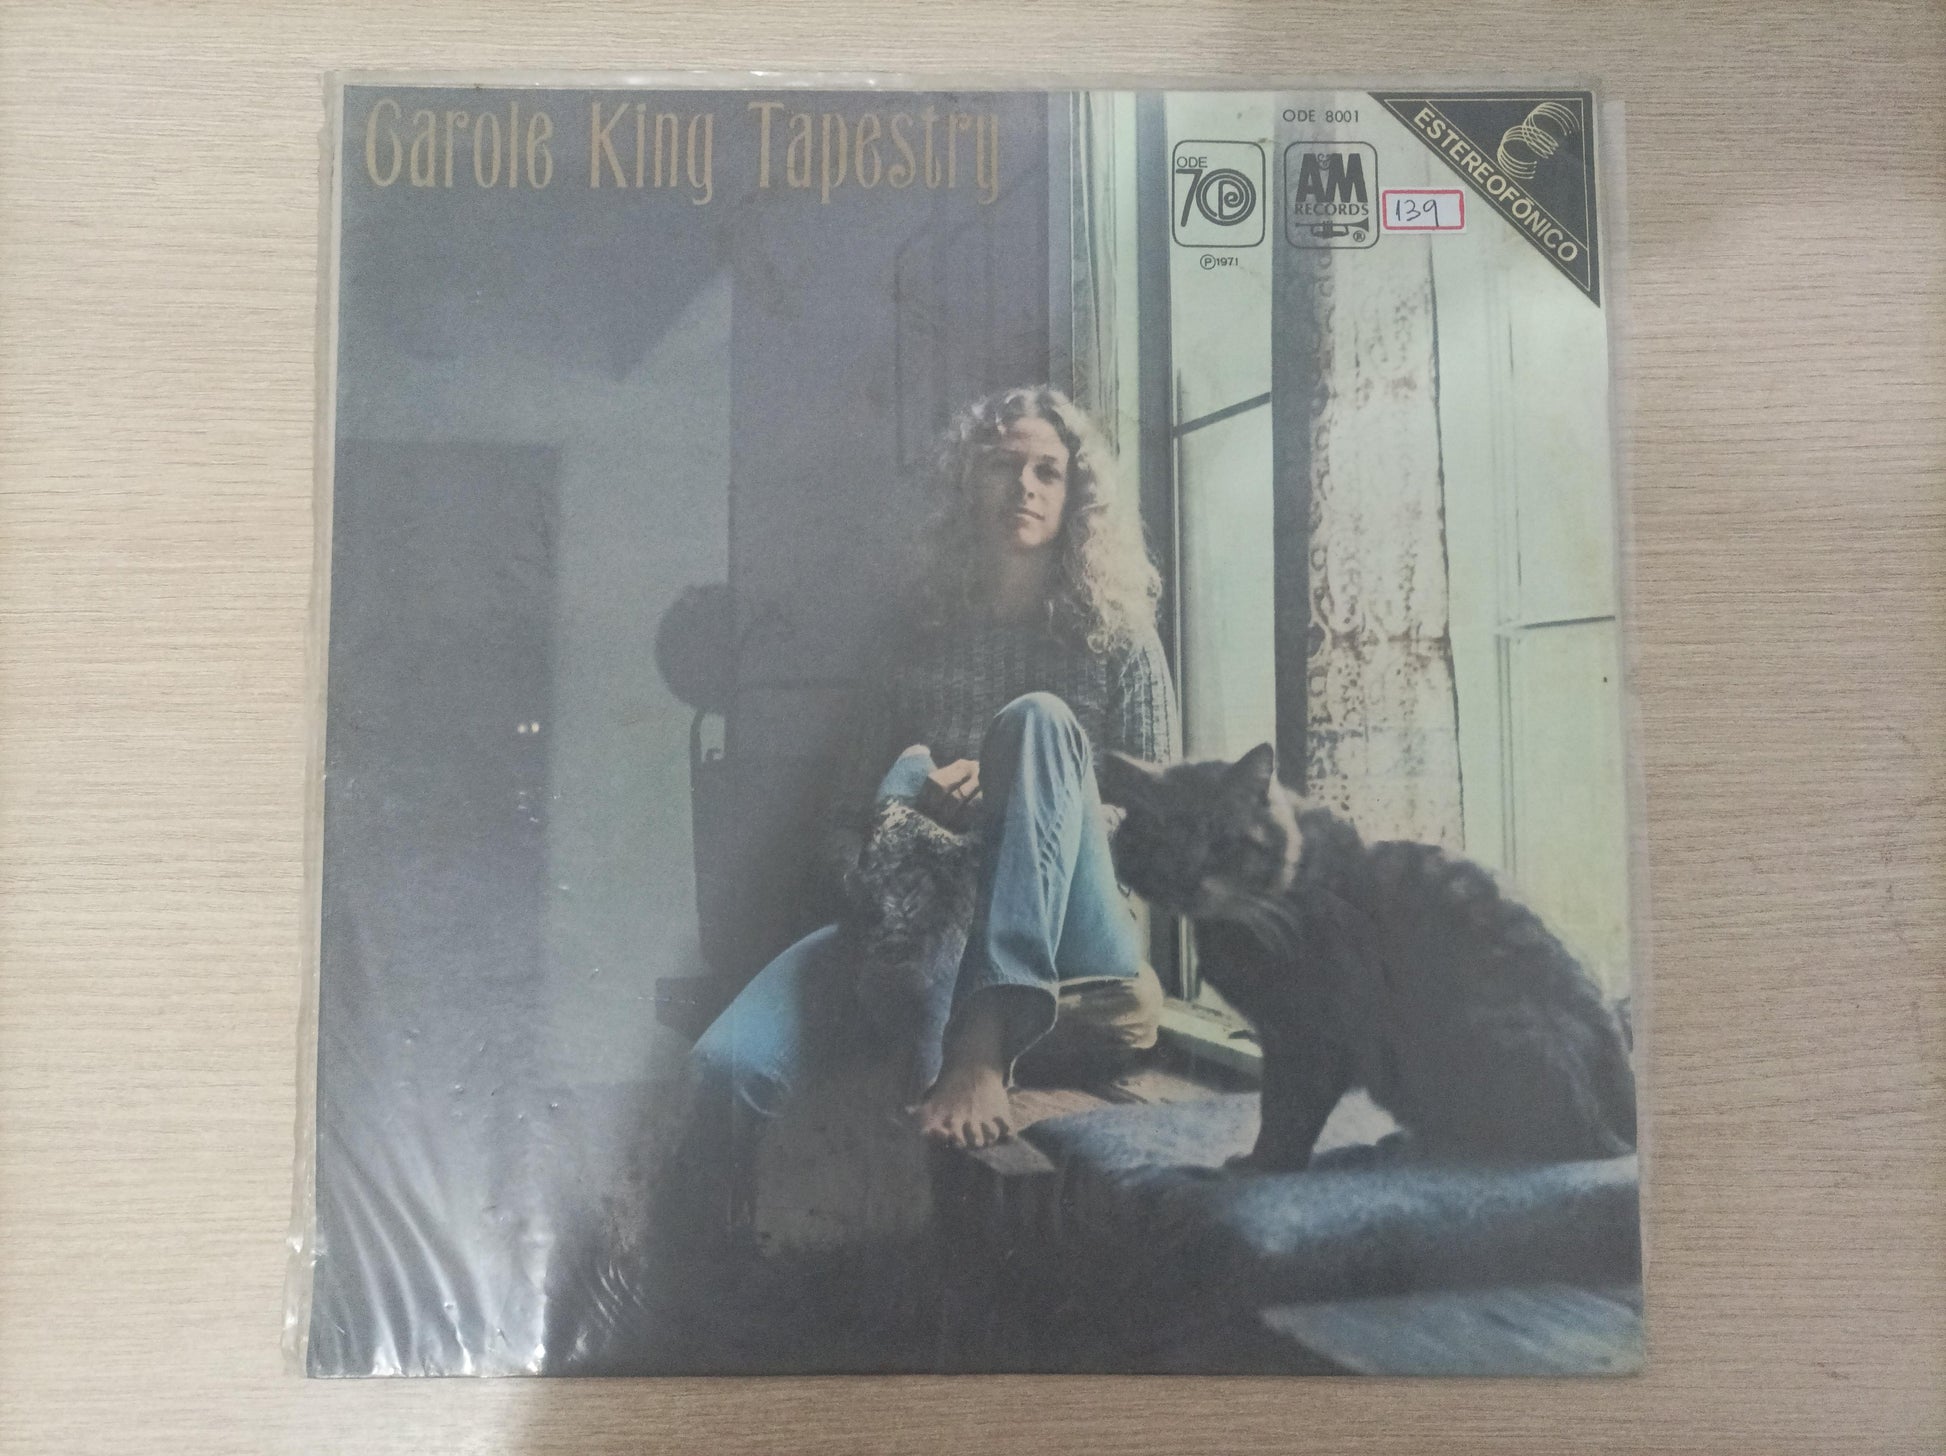 Carole King Tapestry
ODE 8001
ESTEREOFÓNICO
ODE
70
A&M
RECORDS
®
139
℗1971